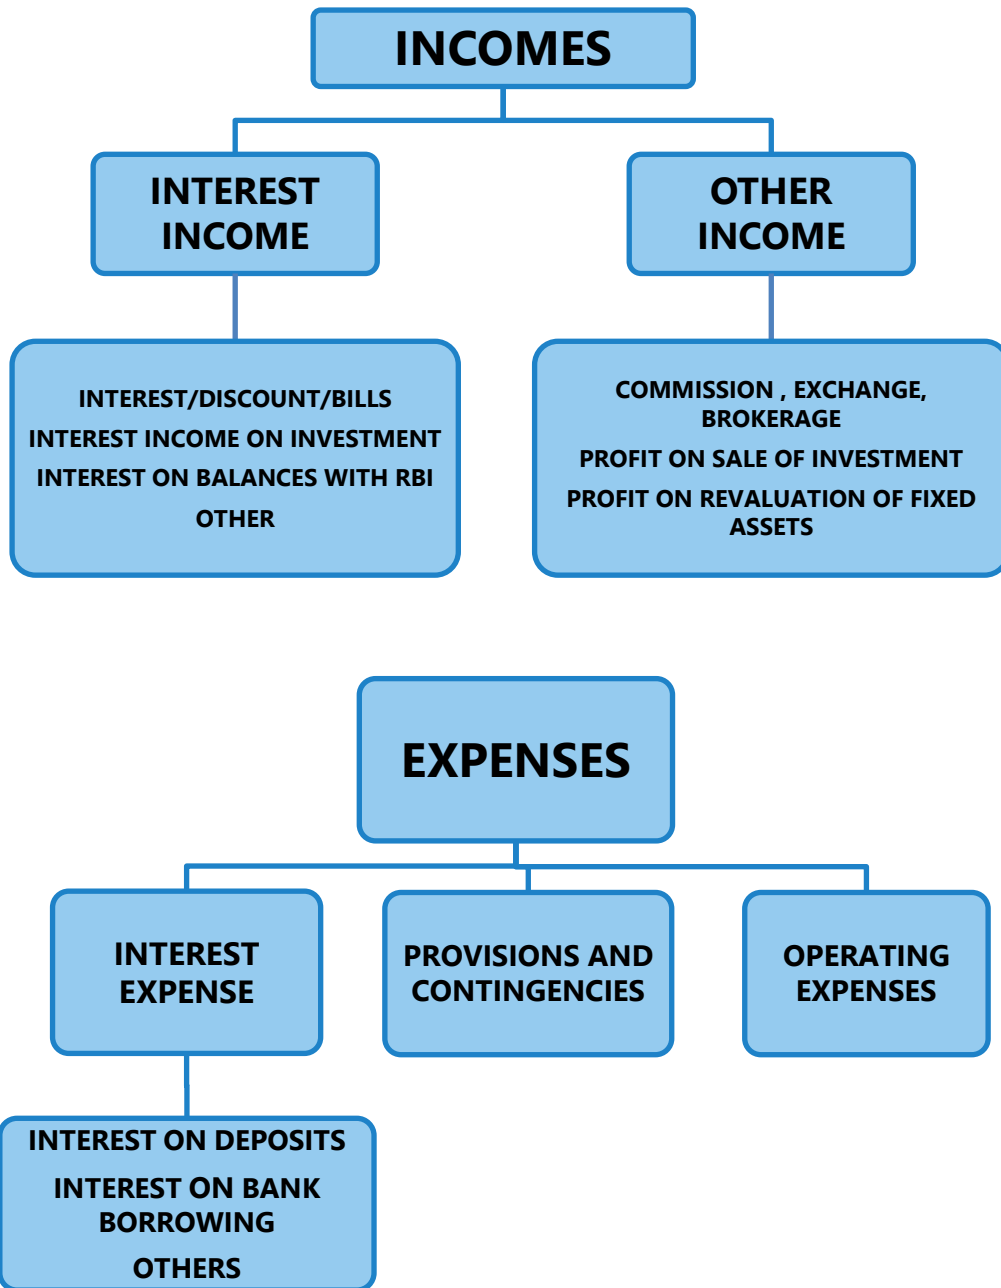 INCOMES
INTEREST
INCOME
OTHER
INCOME
INTEREST/DISCOUNT/BILLS
INTEREST INCOME ON INVESTMENT
INTEREST ON BALANCES WITH RBI
OTHER
COMMISSION , EXCHANGE,
BROKERAGE
PROFIT ON SALE OF INVESTMENT
PROFIT ON REVALUATION OF FIXED
ASSETS
EXPENSES
INTEREST
EXPENSE
PROVISIONS AND
CONTINGENCIES
OPERATING
EXPENSES
INTEREST ON DEPOSITS
INTEREST ON BANK
BORROWING
OTHERS